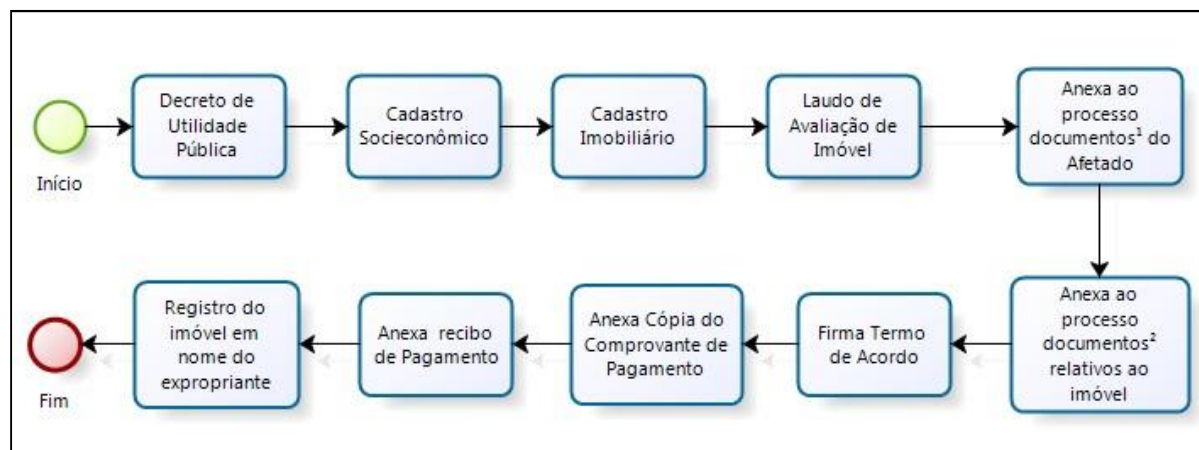 Início
Decreto de
Utilidade
Pública
Cadastro
Socieconômico
Cadastro
Imobiliário
Laudo de
Avaliação de
Imóvel
Anexa ao
processo
documentos¹ do
Afetado
Anexa ao
processo
documentos²
relativos ao
imóvel
Firma Termo
de Acordo
Anexa Cópia do
Comprovante de
Pagamento
Anexa recibo
de Pagamento
Registro do
imóvel em
nome do
expropriante
Fim